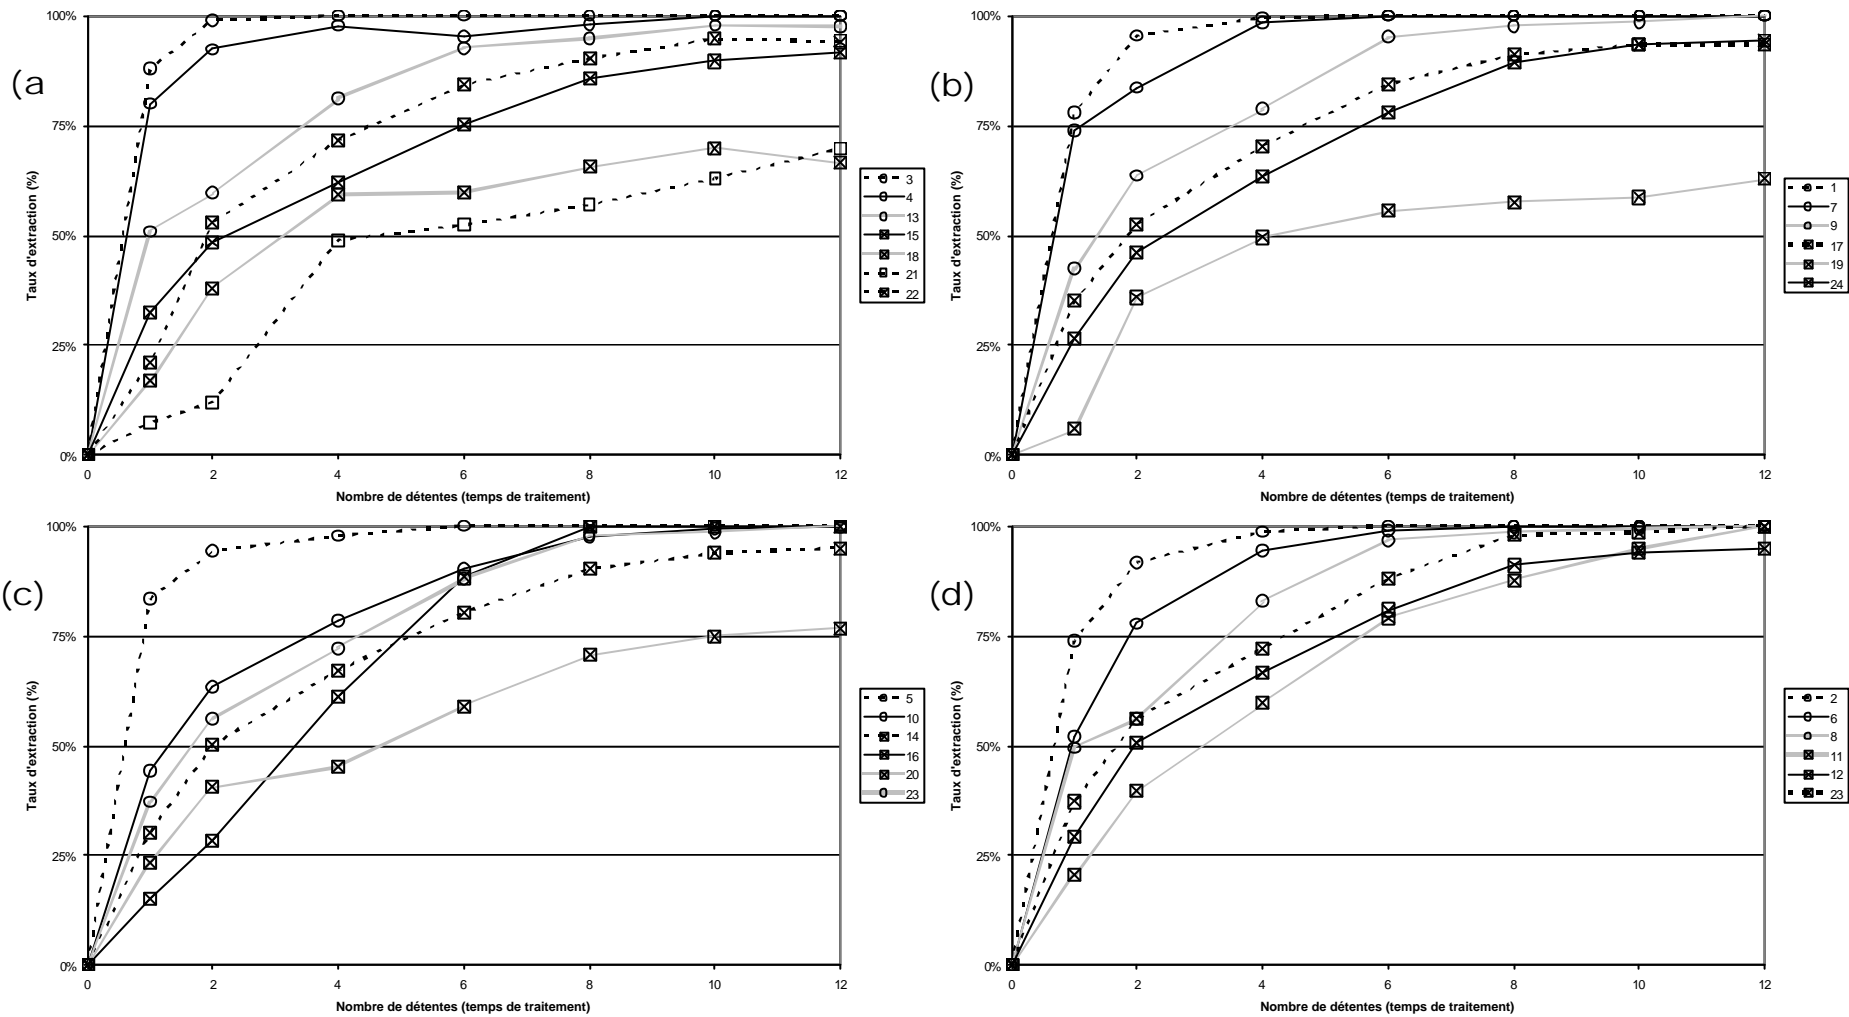 (a
Taux d'extraction (%)
100%
75%
50%
25%
0%
0 2 4 6 8 10 12
Nombre de détentes (temps de traitement)
3
4
13
15
18
21
22
(b)
Taux d'extraction (%)
100%
75%
50%
25%
0%
0 2 4 6 8 10 12
Nombre de détentes (temps de traitement)
1
7
9
17
19
24
(c)
Taux d'extraction (%)
100%
75%
50%
25%
0%
0 2 4 6 8 10 12
Nombre de détentes (temps de traitement)
5
10
14
16
20
23
(d)
Taux d'extraction (%)
100%
75%
50%
25%
0%
0 2 4 6 8 10 12
Nombre de détentes (temps de traitement)
2
6
8
11
12
23